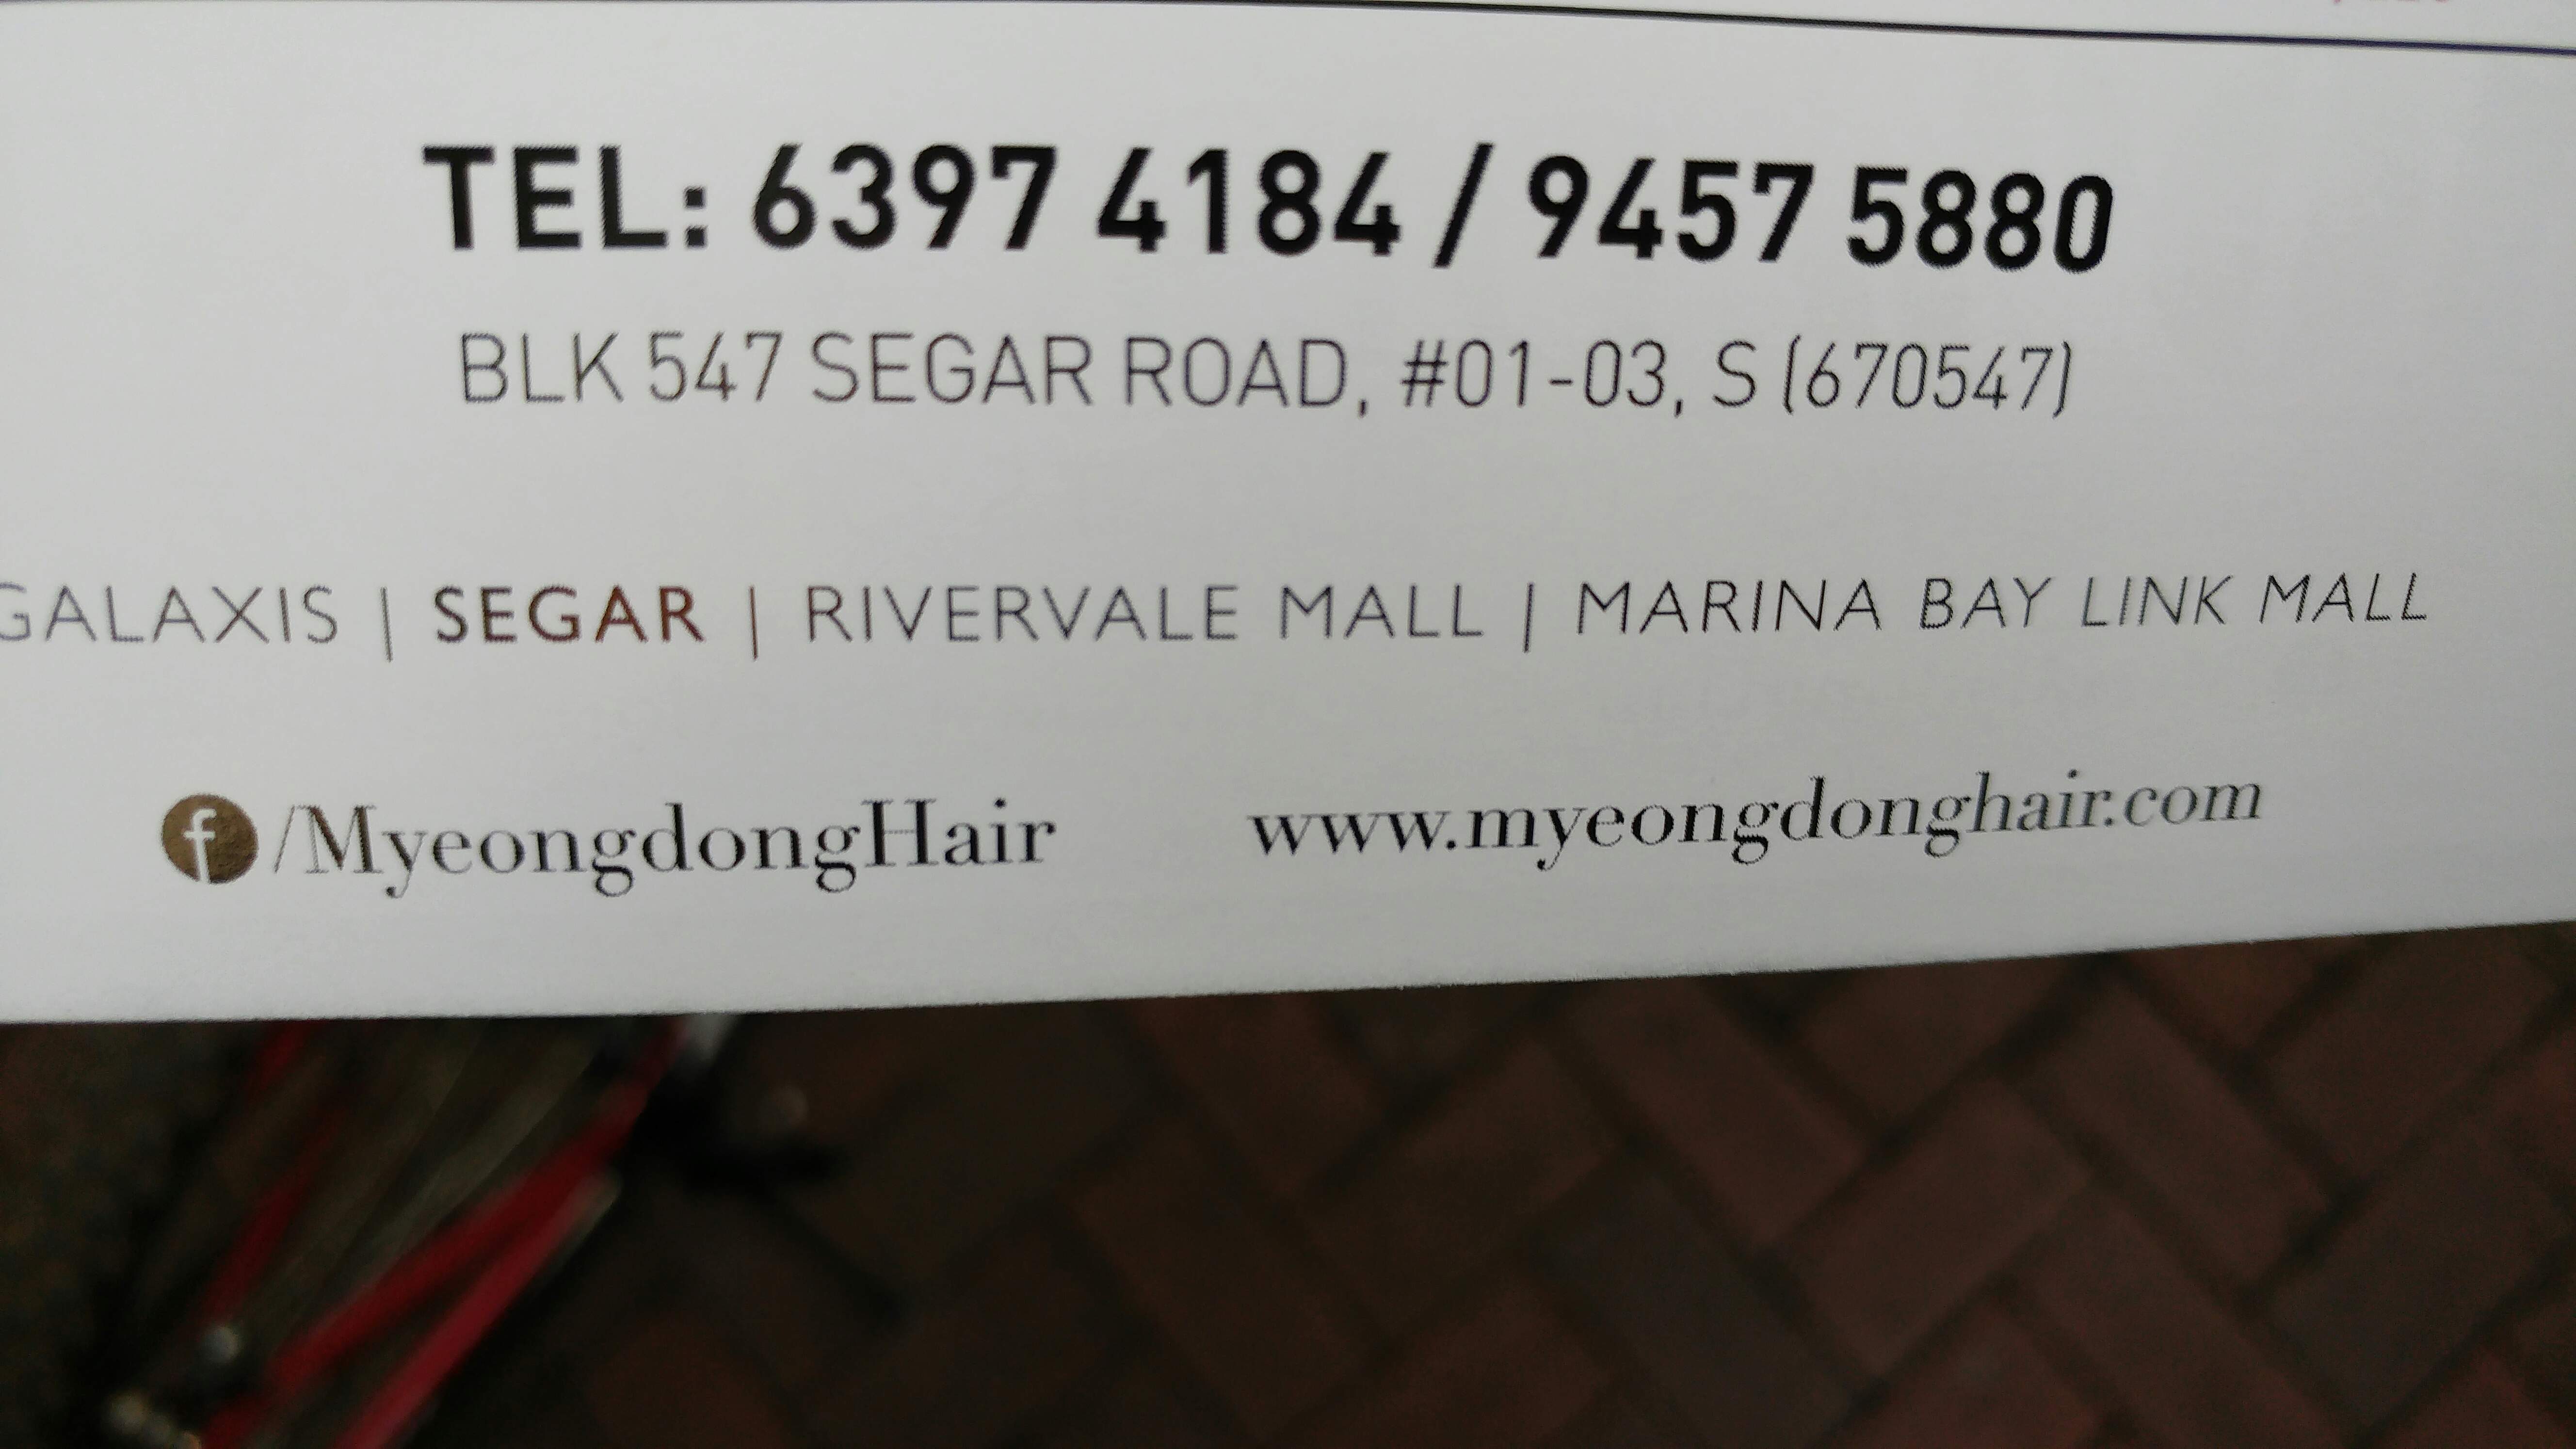 TEL: 6397 4184 / 9457 5880
BLK 547 SEGAR ROAD, #01-03, S (670547)
GALAXIS | SEGAR | RIVERVALE MALL | MARINA BAY LINK MALL
f /MyeongdongHair www.myeongdonghair.com